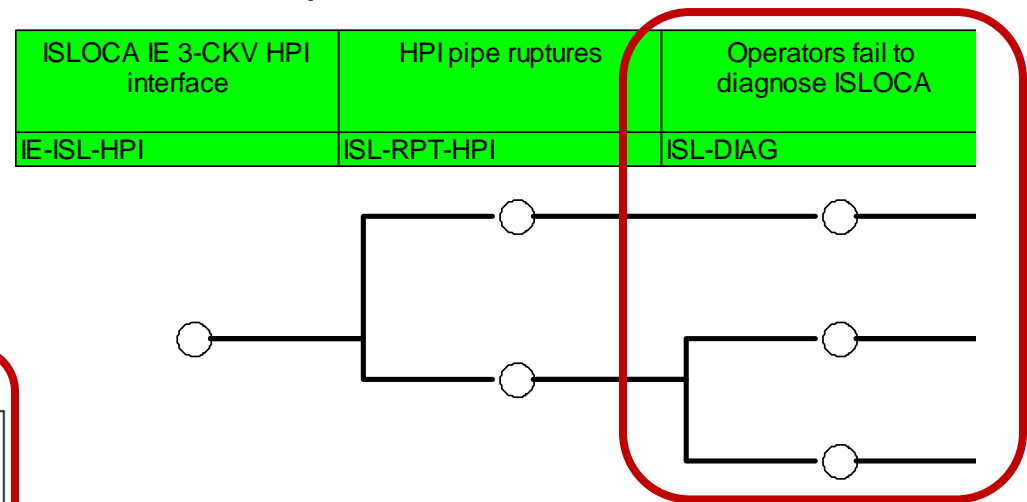 ISLOCA IE 3-CKV HPI
interface
HPI pipe ruptures
Operators fail to
diagnose ISLOCA
IE-ISL-HPI
ISL-RPT-HPI
ISL-DIAG